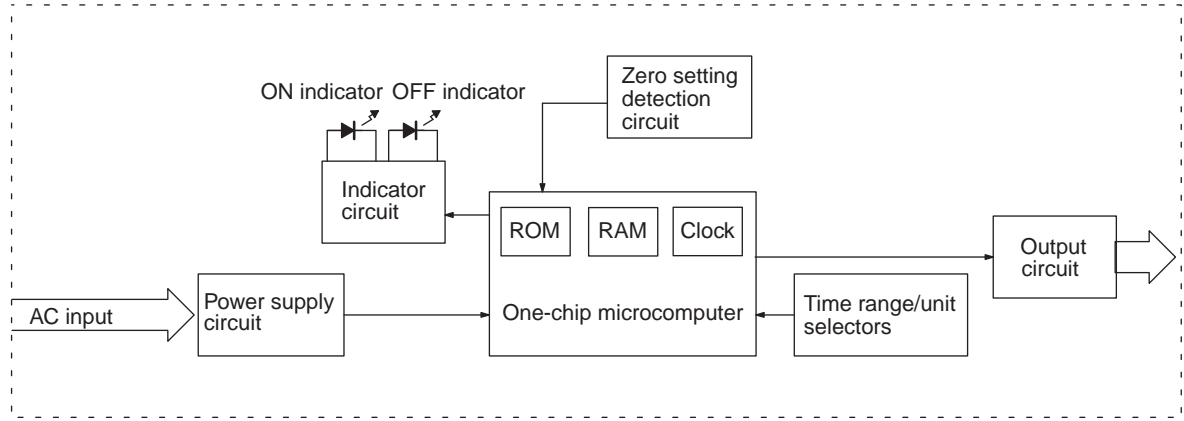 Zero setting
detection
circuit
ON indicator
OFF indicator
Indicator
circuit
ROM
RAM
Clock
Output
circuit
Power supply
circuit
AC input
One-chip microcomputer
Time range/unit
selectors